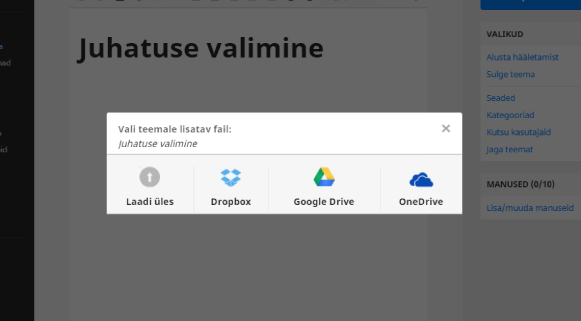 Juhatuse valimine
Vali teemale lisatav fail:
Juhatuse valimine
Laadi üles
Dropbox
Google Drive
OneDrive
VALIKUD
Alusta hääletamist
Sulge teema
Seaded
Kategooriad
Kutsu kasutajaid
Jaga teemat
MANUSED (0/10)
Lisa/muuda manuseid